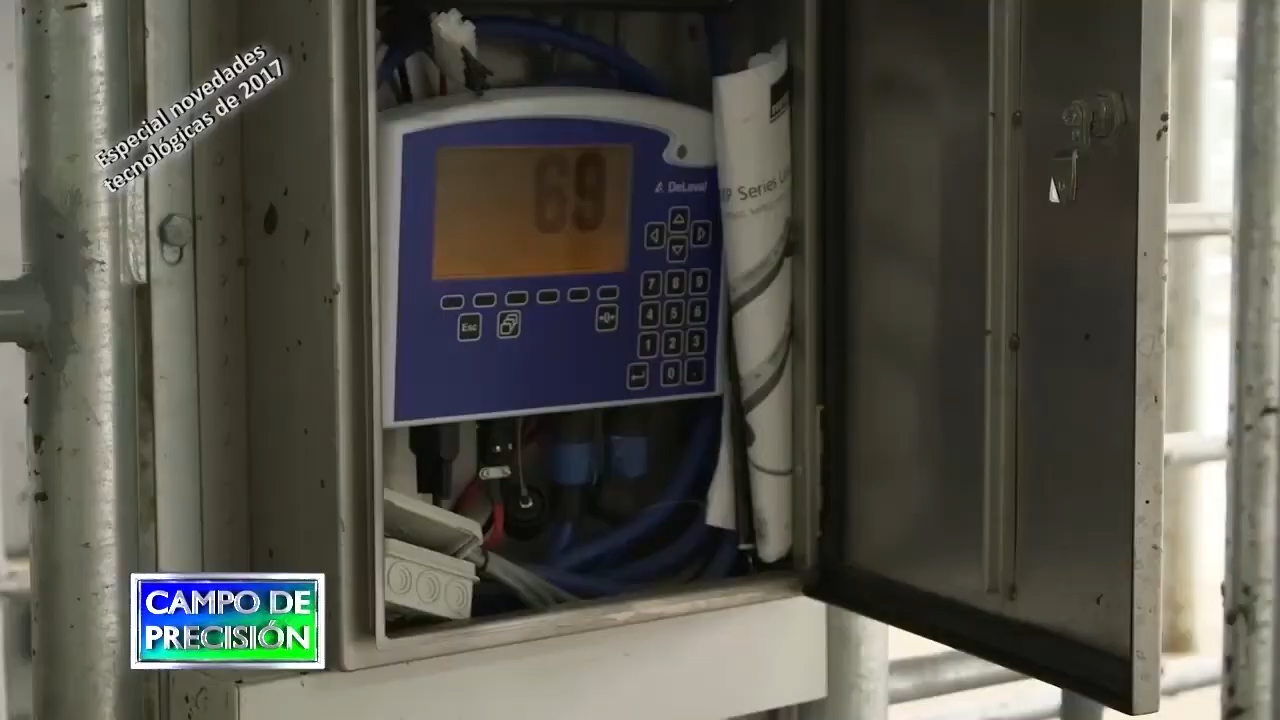 Especial novedades
tecnológicas de 2017
69
DeLaval
Series
7 8 9
Esc
0
4 5 6
1 2 3
0 .
CAMPO DE
PRECISIÓN